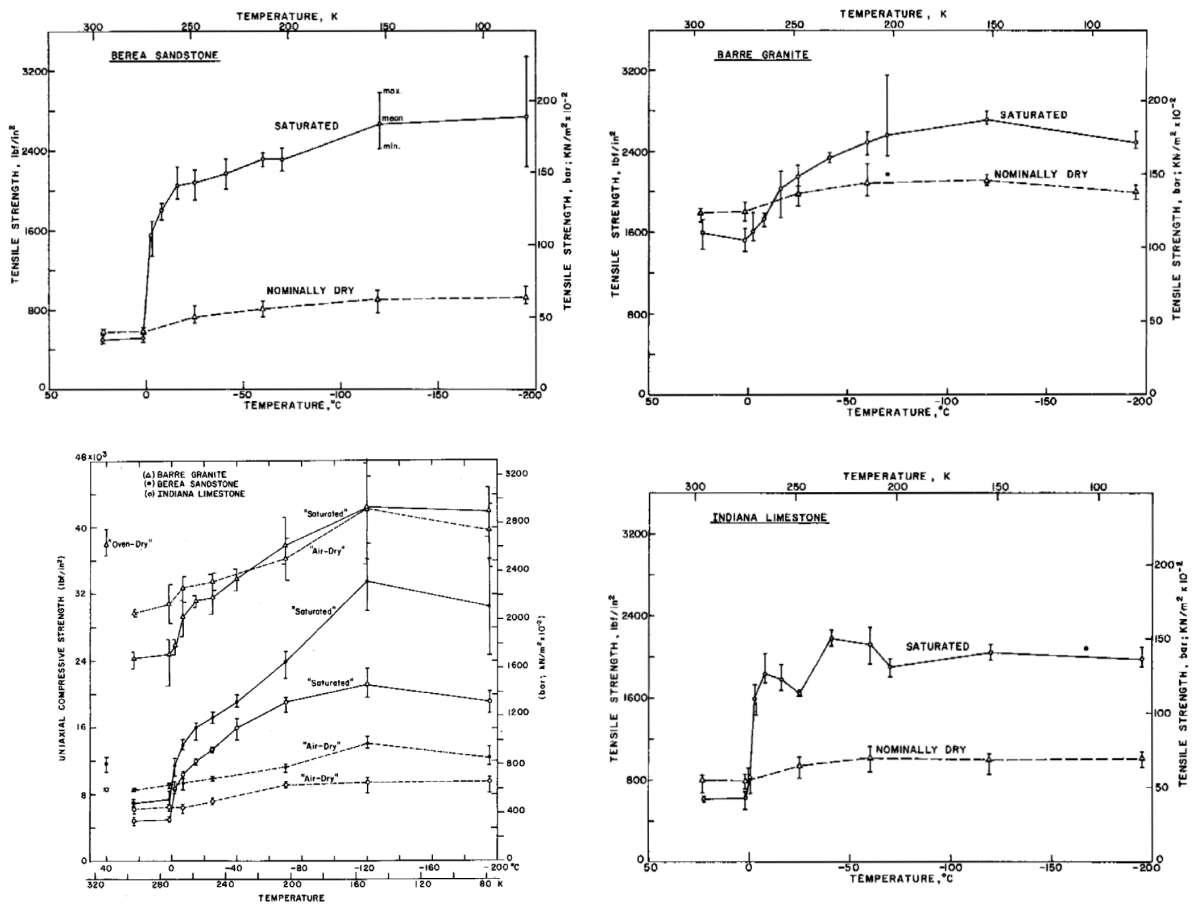 TEMPERATURE, K
300 250 200 150 100
BEREA SANDSTONE
3200
2400
1600
800
0
TENSILE STRENGTH, lbf/in²
200
150
100
50
0
TENSILE STRENGTH, bar; KN/m² x 10⁻²
SATURATED
max.
mean
min.
NOMINALLY DRY
50 0 -50 -100 -150 -200
TEMPERATURE, °C
TEMPERATURE, K
300 250 200 150 100
BARRE GRANITE
3200
2400
1600
800
0
TENSILE STRENGTH, lbf/in²
200
150
100
50
0
TENSILE STRENGTH, bar; KN/m² x 10⁻²
SATURATED
NOMINALLY DRY
50 0 -50 -100 -150 -200
TEMPERATURE, °C
48×10³
40
32
24
16
8
0
UNIAXIAL COMPRESSIVE STRENGTH (lbf/in²)
(△) BARRE GRANITE
(•) BEREA SANDSTONE
(o) INDIANA LIMESTONE
3200
2800
2400
2000
1600
1200
800
400
0
(bar; kN/m²x10⁻²)
"Oven-Dry"
"Saturated"
"Air-Dry"
"Saturated"
"Saturated"
"Air-Dry"
"Air-Dry"
40 0 -40 -120 -160 -200 °C
320 280 240 200 160 120 80 K
TEMPERATURE
TEMPERATURE, K
300 250 200 150 100
INDIANA LIMESTONE
3200
2400
1600
800
0
TENSILE STRENGTH, lbf/in²
200
150
100
50
0
TENSILE STRENGTH, bar; KN/m² x 10⁻²
SATURATED
NOMINALLY DRY
50 0 -50 -100 -150 -200
TEMPERATURE, °C